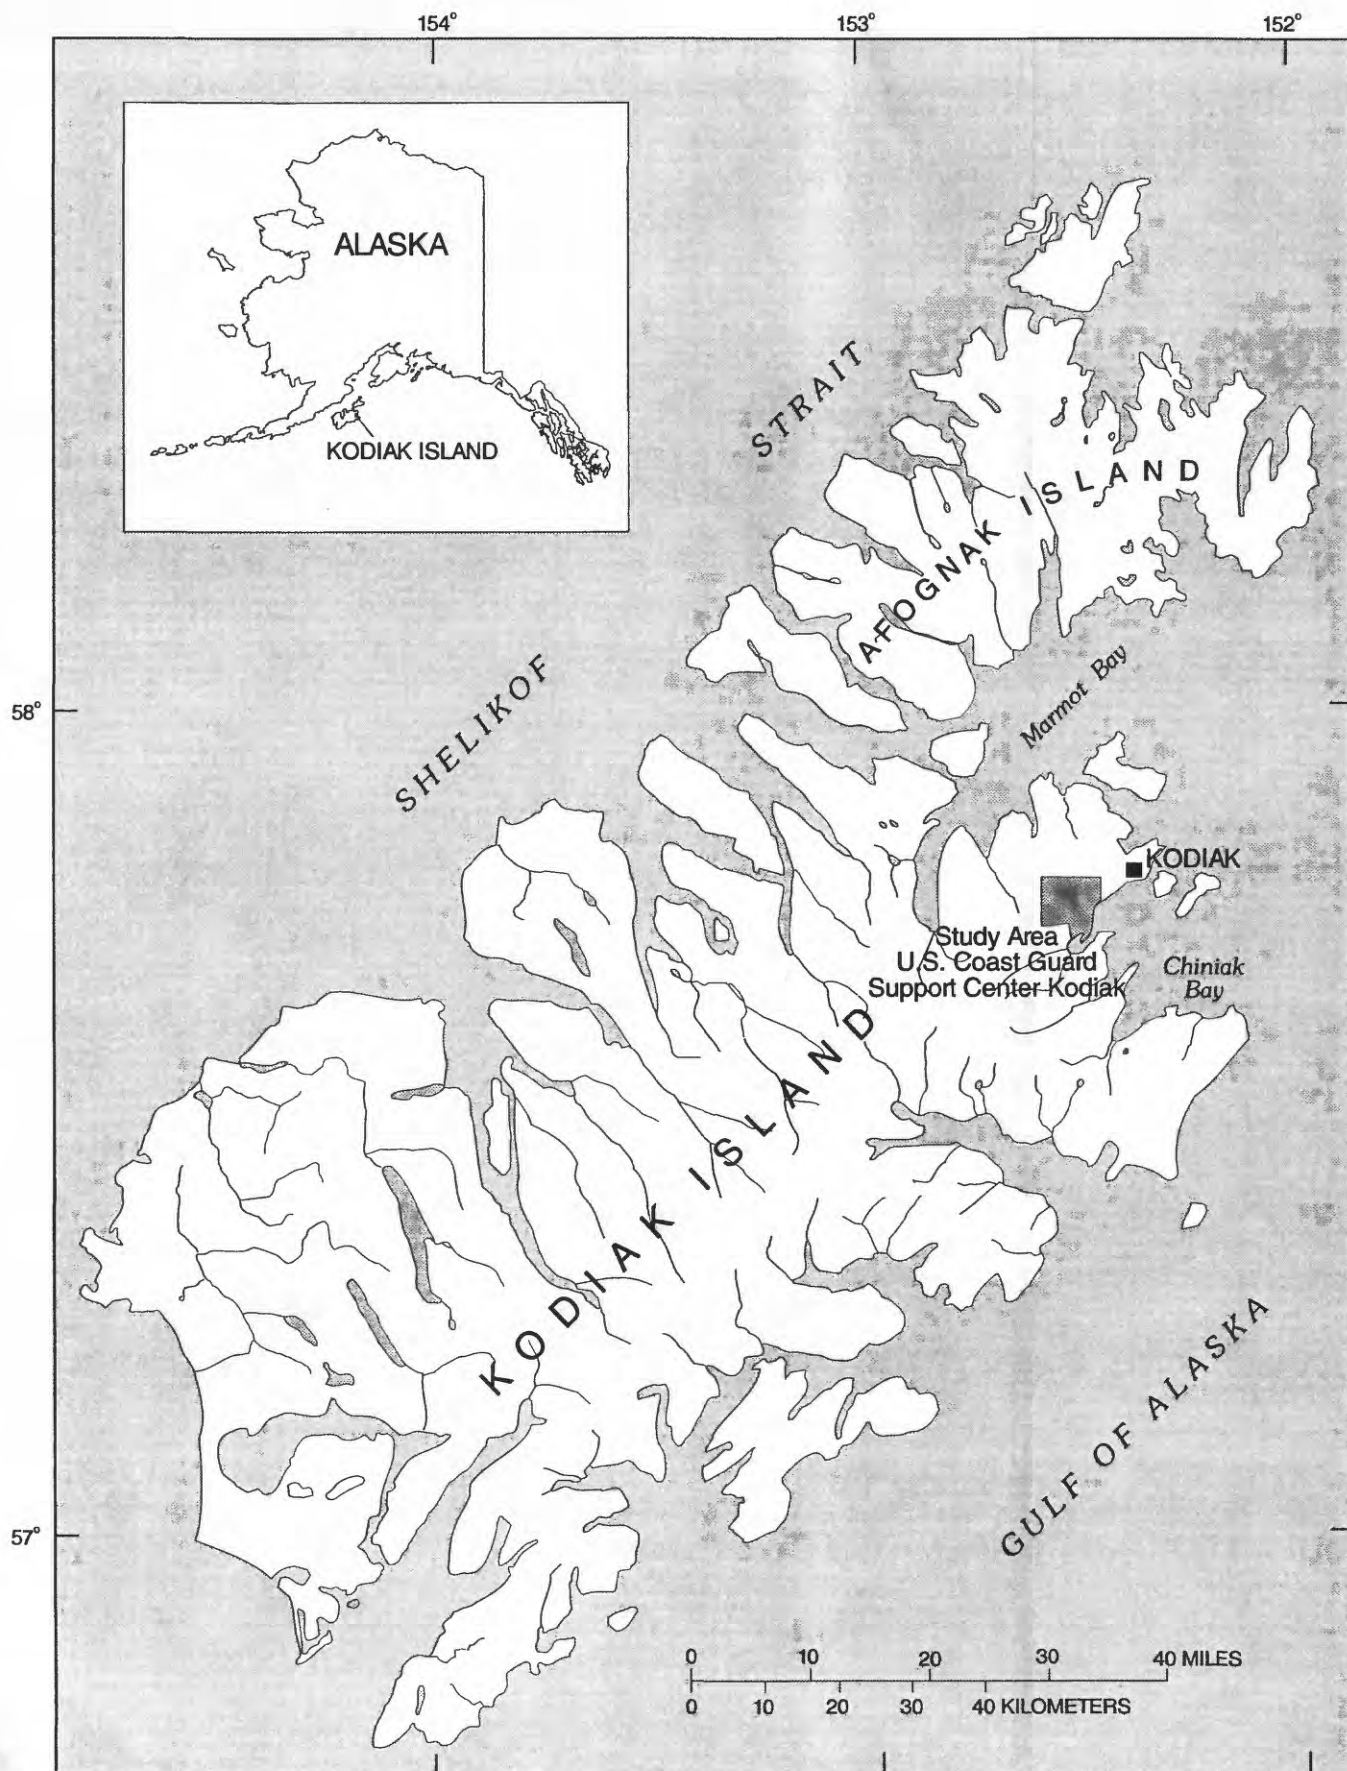 154°
153°
152°
ALASKA
KODIAK ISLAND
STRAIT
AFOGNAK ISLAND
SHELIKOF
58°
Marmot Bay
KODIAK
Study Area
U.S. Coast Guard
Support Center Kodiak
Chiniak
Bay
KODIAK ISLAND
GULF OF ALASKA
57°
0 10 20 30 40 MILES
0 10 20 30 40 KILOMETERS